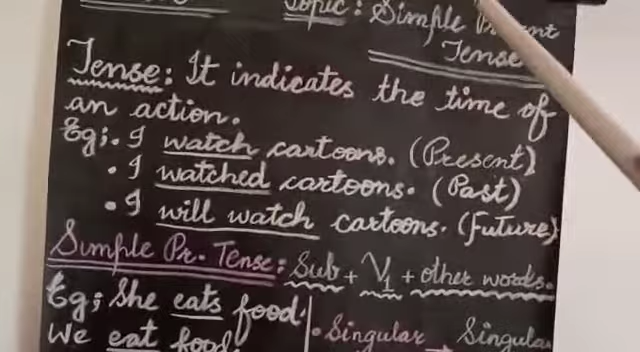 Topic: Simple Present
Tense
Tense: It indicates the time of
an action.
Eg:• I watch cartoons. (Present)
• I watched cartoons. (Past)
• I will watch cartoons. (Future)
Simple Pr. Tense: Sub + V1 + other words.
Eg; She eats food.
We eat food.
• Singular Singular